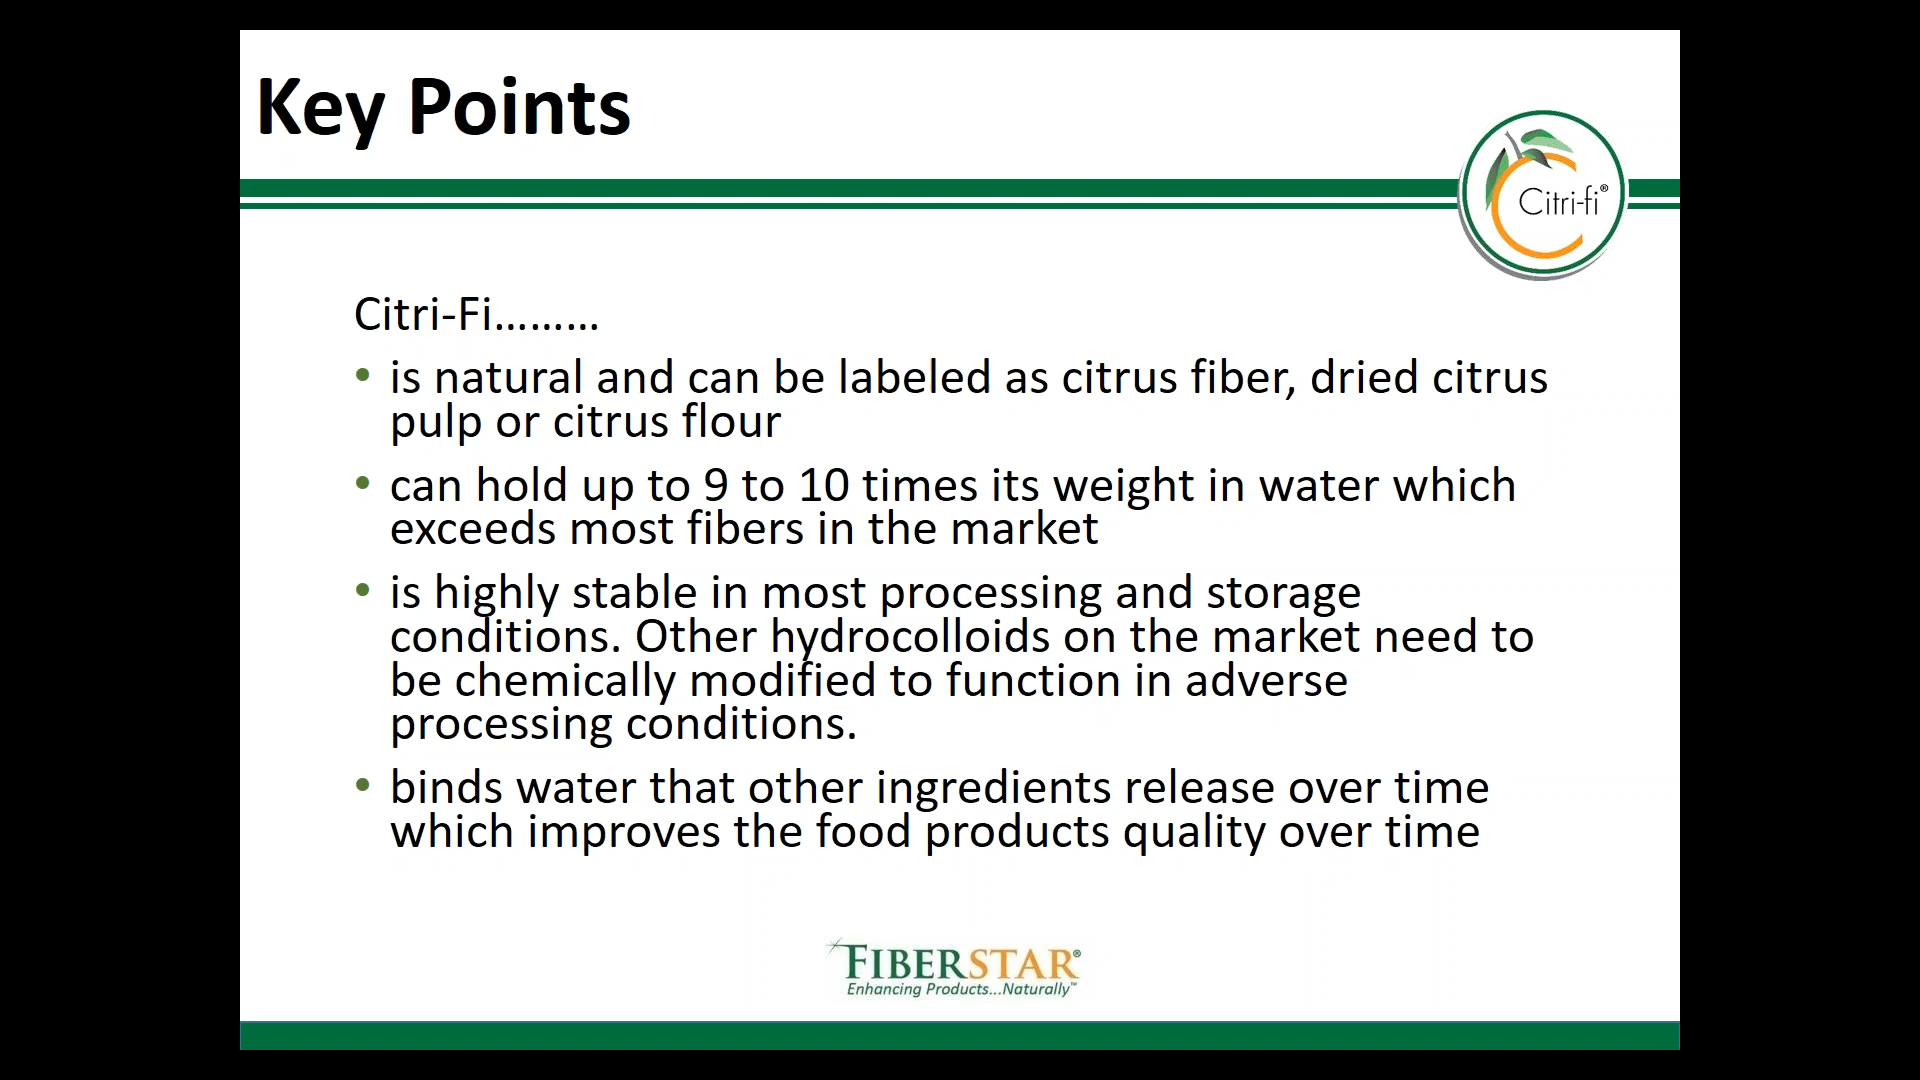 Key Points
Citri-fi®
Citri-Fi.........
• is natural and can be labeled as citrus fiber, dried citrus
pulp or citrus flour
• can hold up to 9 to 10 times its weight in water which
exceeds most fibers in the market
• is highly stable in most processing and storage
conditions. Other hydrocolloids on the market need to
be chemically modified to function in adverse
processing conditions.
• binds water that other ingredients release over time
which improves the food products quality over time
FIBERSTAR®
Enhancing Products...Naturally™